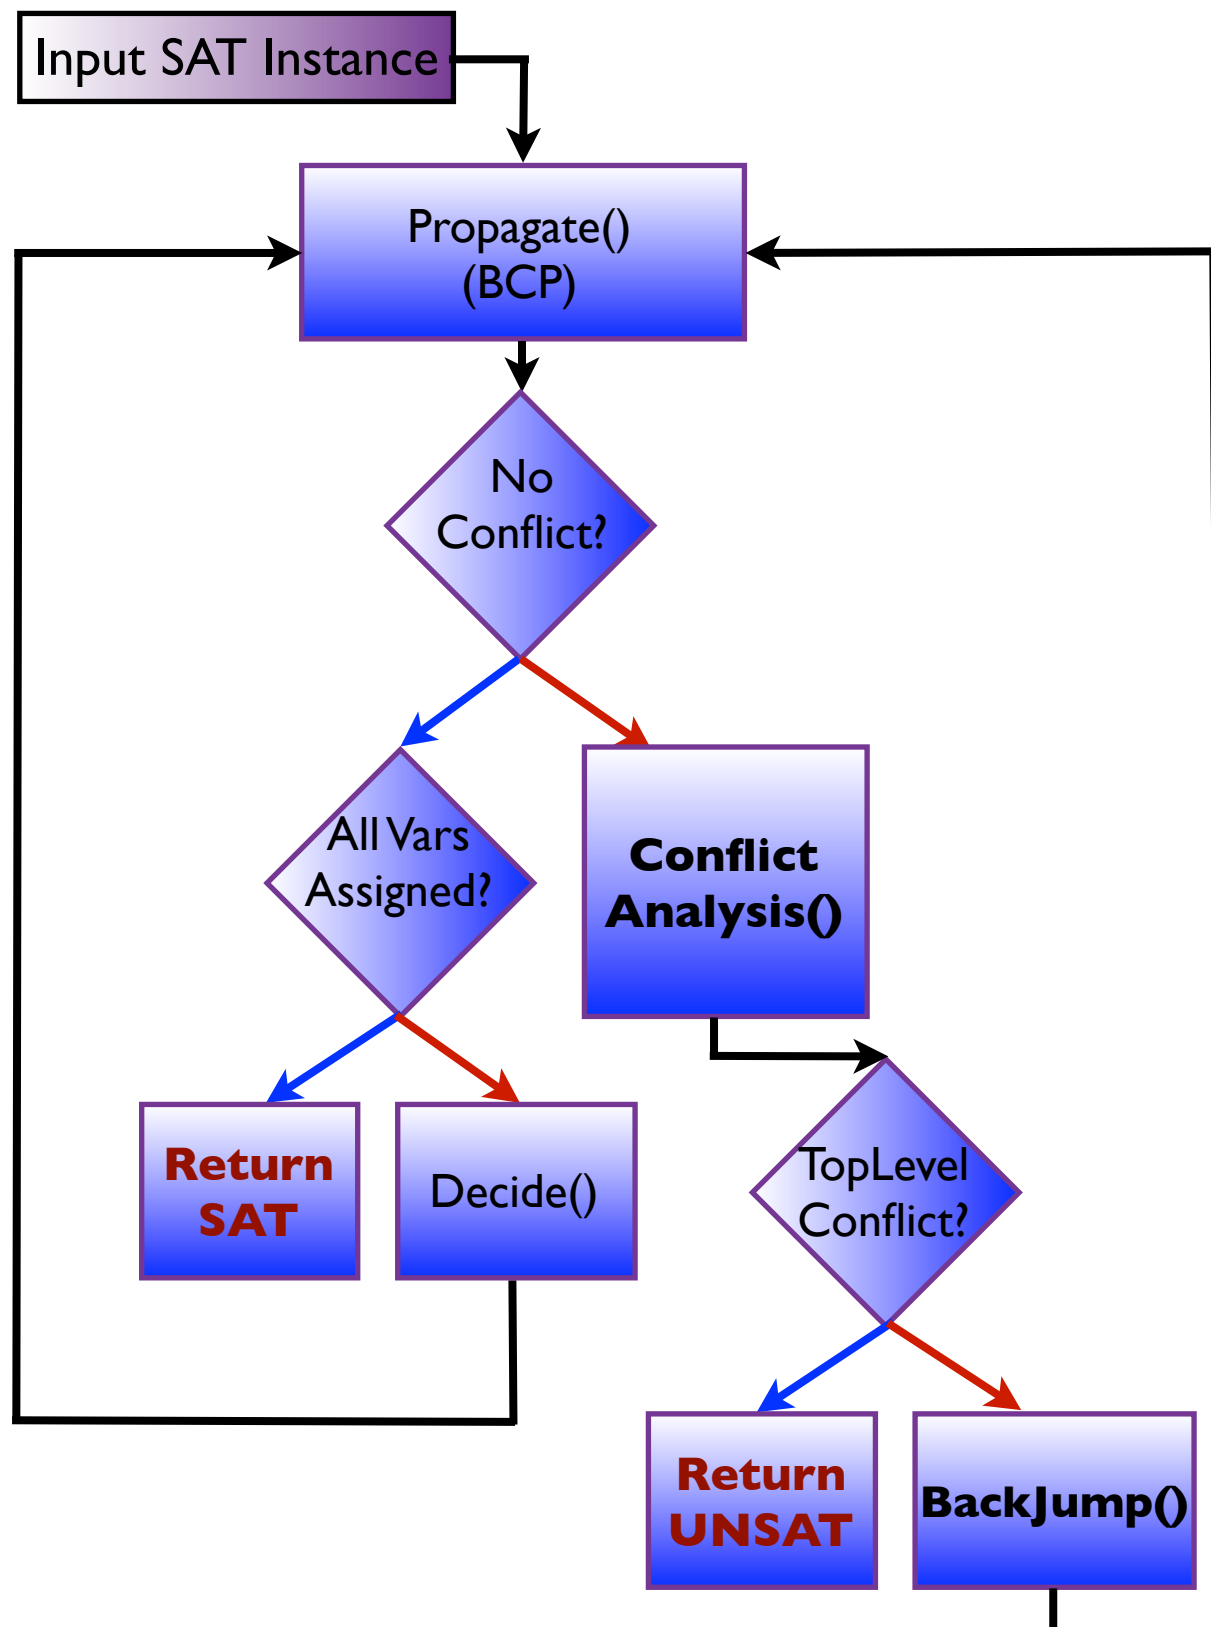 Input SAT Instance
Propagate()
(BCP)
No
Conflict?
All Vars
Assigned?
Conflict
Analysis()
Return
SAT
Decide()
TopLevel
Conflict?
Return
UNSAT
BackJump()